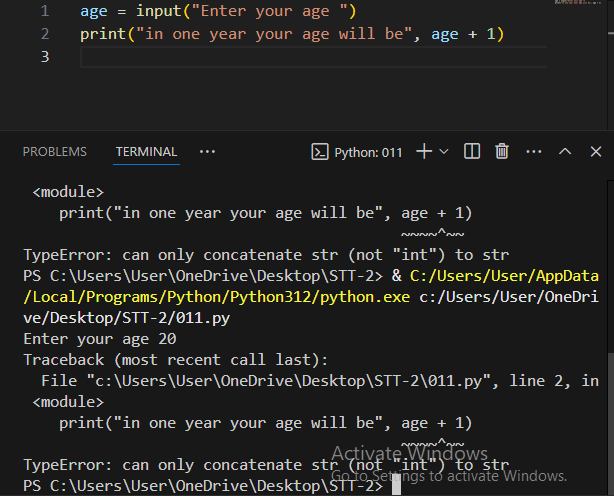 1 age = input("Enter your age ")
2 print("in one year your age will be", age + 1)
3
PROBLEMS TERMINAL ··· Python: 011
<module>
print("in one year your age will be", age + 1)
~~~~^~~
TypeError: can only concatenate str (not "int") to str
PS C:\Users\User\OneDrive\Desktop\STT-2> & C:/Users/User/AppData
/Local/Programs/Python/Python312/python.exe c:/Users/User/OneDri
ve/Desktop/STT-2/011.py
Enter your age 20
Traceback (most recent call last):
File "c:\Users\User\OneDrive\Desktop\STT-2\011.py", line 2, in
<module>
print("in one year your age will be", age + 1)
~~~~^~~
Activate Windows
TypeError: can only concatenate str (not "int") to str
Go to Settings to activate Windows.
PS C:\Users\User\OneDrive\Desktop\STT-2>